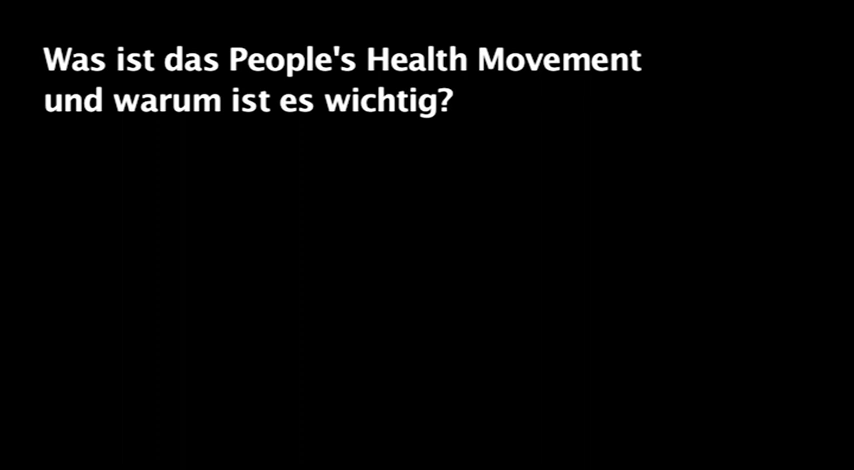 Was ist das People's Health Movement
und warum ist es wichtig?